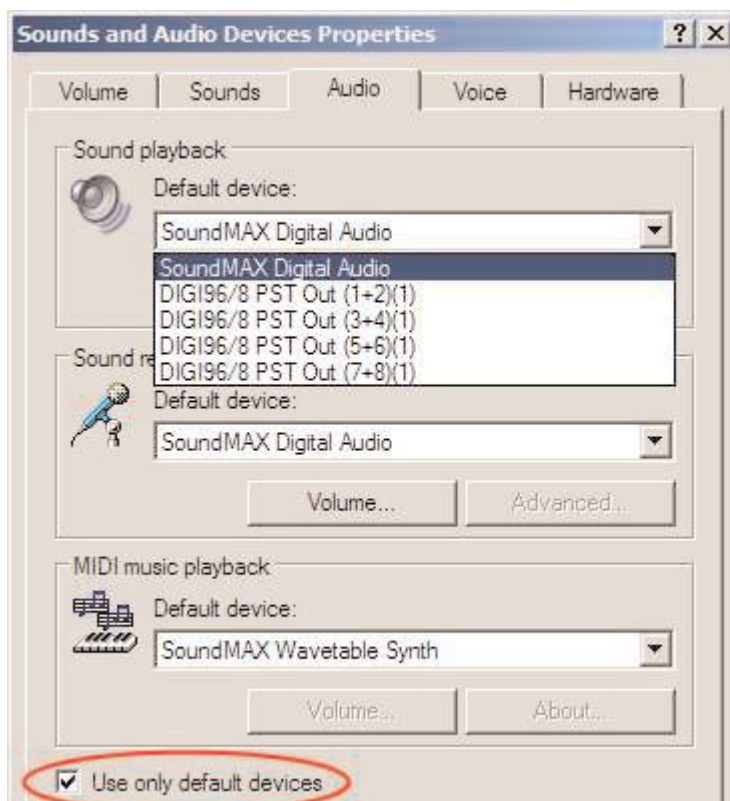 Sounds and Audio Devices Properties
Volume Sounds Audio Voice Hardware
Sound playback
Default device:
SoundMAX Digital Audio
SoundMAX Digital Audio
DIGI96/8 PST Out (1+2)(1)
DIGI96/8 PST Out (3+4)(1)
DIGI96/8 PST Out (5+6)(1)
DIGI96/8 PST Out (7+8)(1)
Sound
Default device:
SoundMAX Digital Audio
Volume... Advanced...
MIDI music playback
Default device:
SoundMAX Wavetable Synth
Volume... About...
Use only default devices